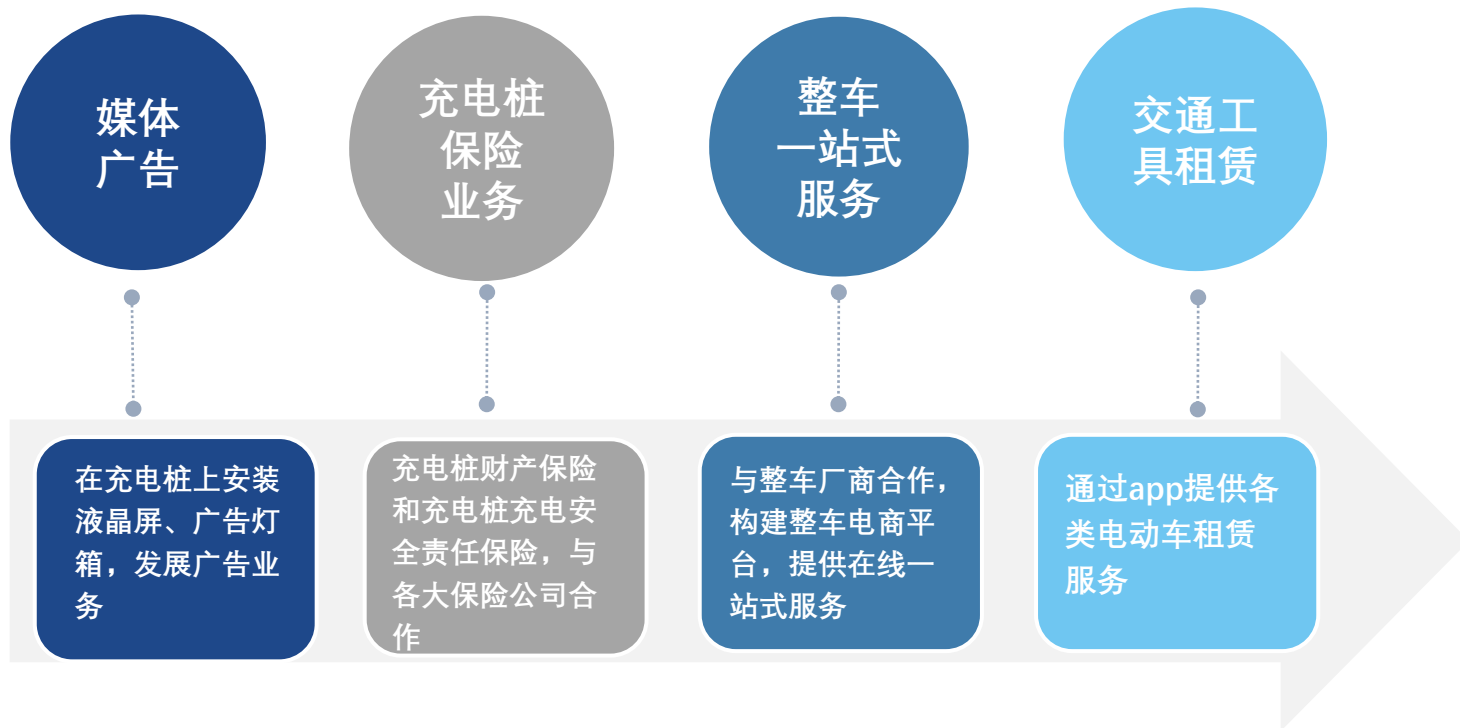 媒体
广告
充电桩
保险
业务
整车
一站式
服务
交通工
具租赁
在充电桩上安装
液晶屏、广告灯
箱，发展广告业
务
充电桩财产保险
和充电桩充电安
全责任保险，与
各大保险公司合
作
与整车厂商合作，
构建整车电商平
台，提供在线一
站式服务
通过app提供各
类电动车租赁
服务